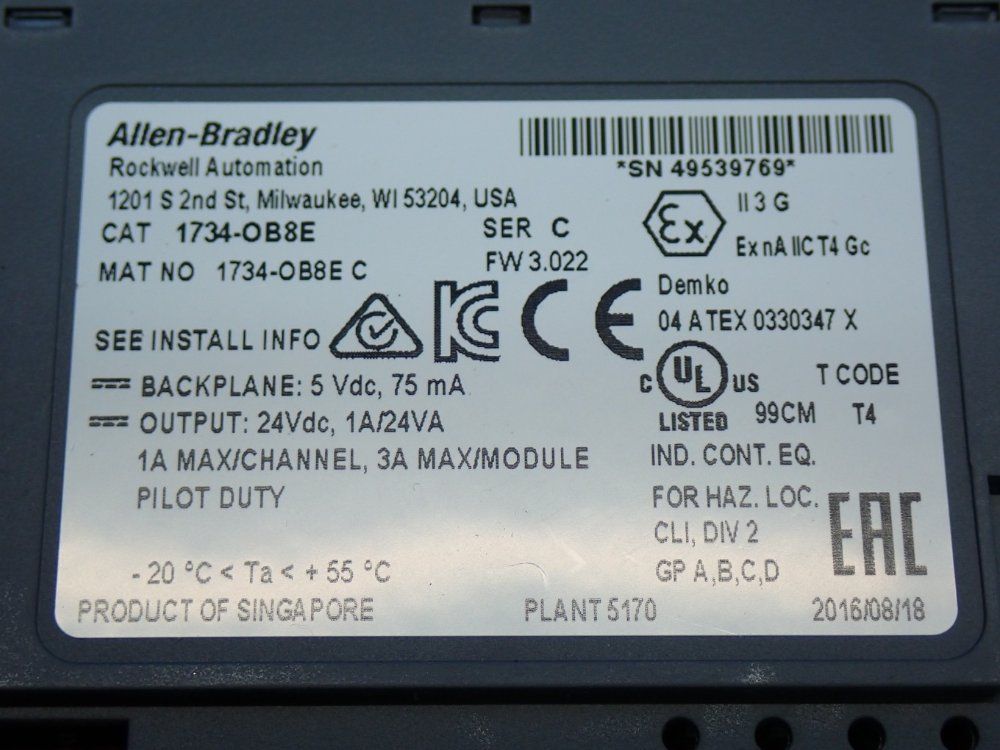 Allen-Bradley
Rockwell Automation
*SN 49539769*
1201 S 2nd St, Milwaukee, WI 53204, USA
CAT 1734-OB8E SER C
MAT NO 1734-OB8E C FW 3.022
Ex II 3 G
Ex nA IIC T4 Gc
Demko
04 ATEX 0330347 X
SEE INSTALL INFO KC CE
C UL US T CODE
LISTED 99CM T4
IND. CONT. EQ.
FOR HAZ. LOC.
CLI, DIV 2
GP A,B,C,D
EAC
BACKPLANE: 5 Vdc, 75 mA
OUTPUT: 24Vdc, 1A/24VA
1A MAX/CHANNEL, 3A MAX/MODULE
PILOT DUTY
- 20 °C < Ta < + 55 °C
PRODUCT OF SINGAPORE PLANT 5170 2016/08/18